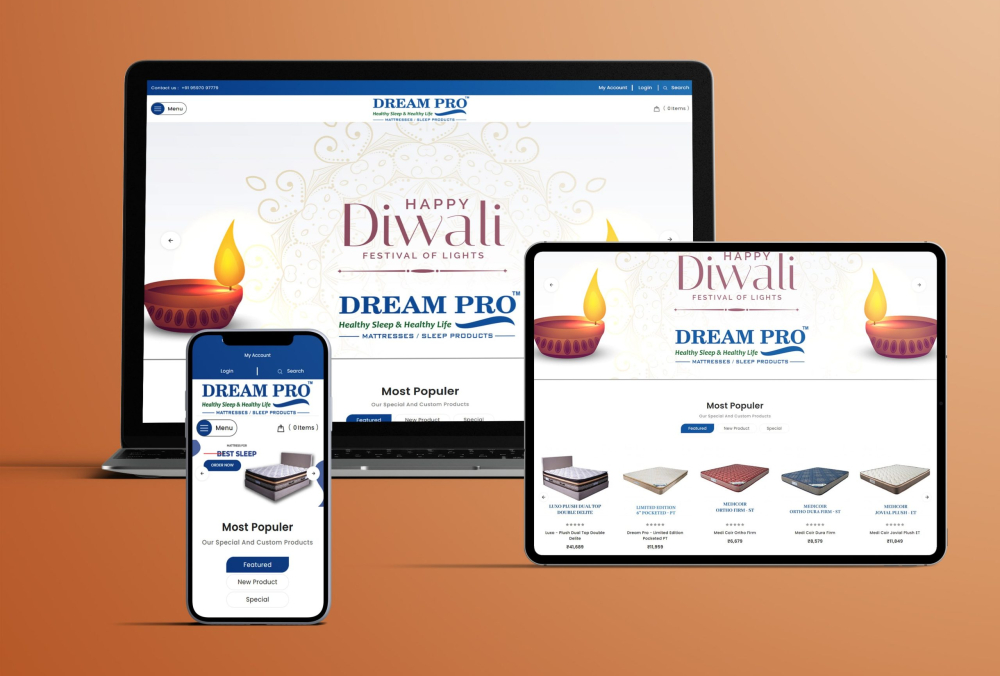 Contact us : +91 95970 97779
My Account | Login | Search
Menu
DREAM PRO™
Healthy Sleep & Healthy Life
MATTRESSES / SLEEP PRODUCTS
( 0 Items )
HAPPY
Diwali
FESTIVAL OF LIGHTS
DREAM PRO™
Healthy Sleep & Healthy Life
MATTRESSES / SLEEP PRODUCTS
Most Populer
Our Special And Custom Products
Featured
New Product
Special
My Account
Login | Search
DREAM PRO™
Healthy Sleep & Healthy Life
MATTRESSES / SLEEP PRODUCTS
Menu
( 0 Items )
MATTRESS FOR
BEST SLEEP
ORDER NOW
Most Populer
Our Special And Custom Products
Featured
New Product
Special
HAPPY
Diwali
FESTIVAL OF LIGHTS
DREAM PRO™
Healthy Sleep & Healthy Life
MATTRESSES / SLEEP PRODUCTS
Most Populer
Our Special And Custom Products
Featured
New Product
Special
LUXO PLUSH DUAL TOP
DOUBLE DELITE
LIMITED EDITION
6" POCKETED - PT
MEDICOIR
ORTHO FIRM - ST
MEDICOIR
ORTHO DURA FIRM - ST
MEDICOIR
JOVIAL PLUSH - ET
Luxo - Plush Dual Top Double
Delite
Dream Pro - Limited Edition
Pocketed PT
Medi Coir Ortho Firm
Medi Coir Dura Firm
Medi Coir Jovial Plush ET
₹41,689
₹11,959
₹6,679
₹8,579
₹11,849